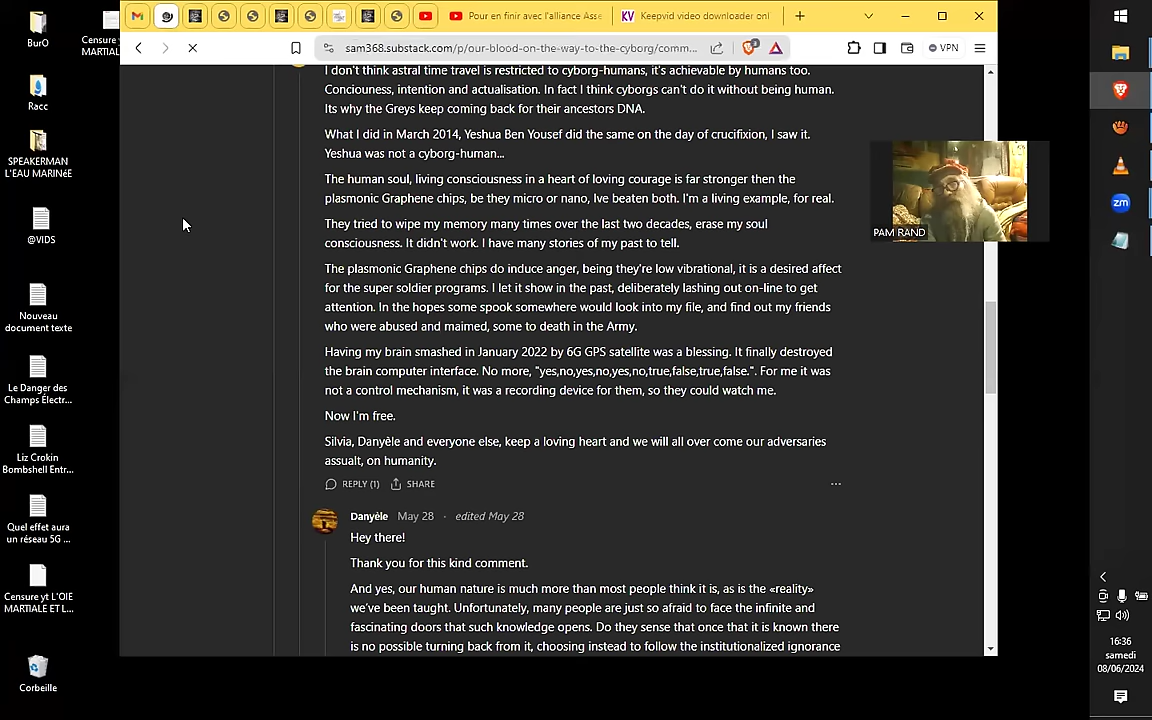 BurO
Censure ...
MARTIALE...
Racc
SPEAKERMAN
L'EAU MARINéE
@VIDS
Nouveau
document texte
Le Danger des
Champs Électr...
Liz Crokin
Bombshell Entr...
Quel effet aura
un réseau 5G ...
Censure yt L'OIE
MARTIALE ET L...
Corbeille
Pour en finir avec l'alliance Asse
KV Keepvid video downloader onl
sam368.substack.com/p/our-blood-on-the-way-to-the-cyborg/comm...
VPN
I don't think astral time travel is restricted to cyborg-humans, it's achievable by humans too.
Conciouness, intention and actualisation. In fact I think cyborgs can't do it without being human.
Its why the Greys keep coming back for their ancestors DNA.
What I did in March 2014, Yeshua Ben Yousef did the same on the day of crucifixion, I saw it.
Yeshua was not a cyborg-human...
The human soul, living consciousness in a heart of loving courage is far stronger then the
plasmonic Graphene chips, be they micro or nano, Ive beaten both. I'm a living example, for real.
They tried to wipe my memory many times over the last two decades, erase my soul
consciousness. It didn't work. I have many stories of my past to tell.
The plasmonic Graphene chips do induce anger, being they're low vibrational, it is a desired affect
for the super soldier programs. I let it show in the past, deliberately lashing out on-line to get
attention. In the hopes some spook somewhere would look into my file, and find out my friends
who were abused and maimed, some to death in the Army.
Having my brain smashed in January 2022 by 6G GPS satellite was a blessing. It finally destroyed
the brain computer interface. No more, "yes,no,yes,no,yes,no,true,false,true,false.". For me it was
not a control mechanism, it was a recording device for them, so they could watch me.
Now I'm free.
Silvia, Danyèle and everyone else, keep a loving heart and we will all over come our adversaries
assualt, on humanity.
REPLY (1) SHARE
Danyèle May 28 · edited May 28
Hey there!
Thank you for this kind comment.
And yes, our human nature is much more than most people think it is, as is the «reality»
we've been taught. Unfortunately, many people are just so afraid to face the infinite and
fascinating doors that such knowledge opens. Do they sense that once that it is known there
is no possible turning back from it, choosing instead to follow the institutionalized ignorance
PAM RAND
zm
16:36
samedi
08/06/2024